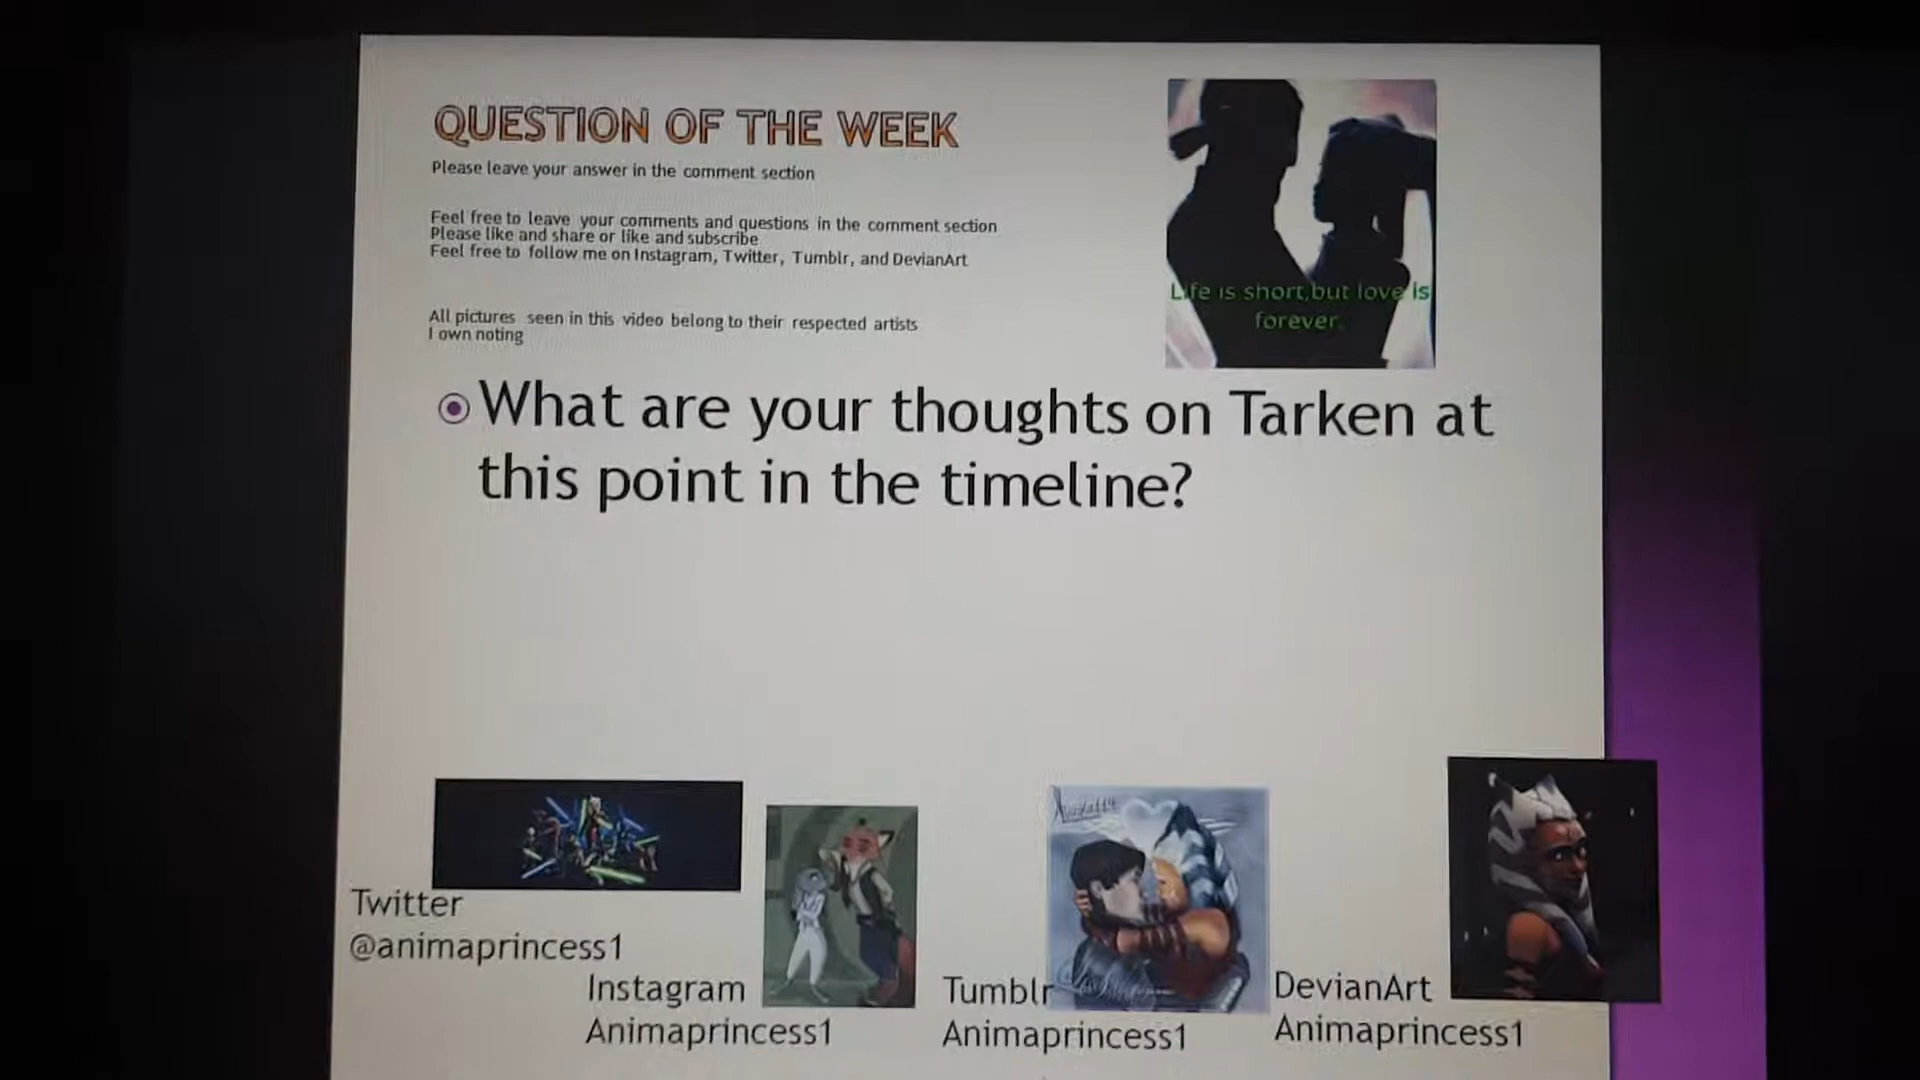 QUESTION OF THE WEEK
Please leave your answer in the comment section
Feel free to leave your comments and questions in the comment section
Please like and share or like and subscribe
Feel free to follow me on Instagram, Twitter, Tumblr, and DevianArt
All pictures seen in this video belong to their respected artists
I own noting
Life is short,but love is
forever.
What are your thoughts on Tarken at
this point in the timeline?
Twitter
@animaprincess1
Instagram
Animaprincess1
Tumblr
Animaprincess1
DevianArt
Animaprincess1